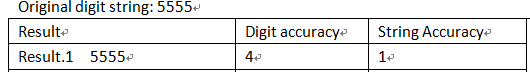 Original digit string: 5555
Result Digit accuracy String Accuracy
Result.1 5555 4 1